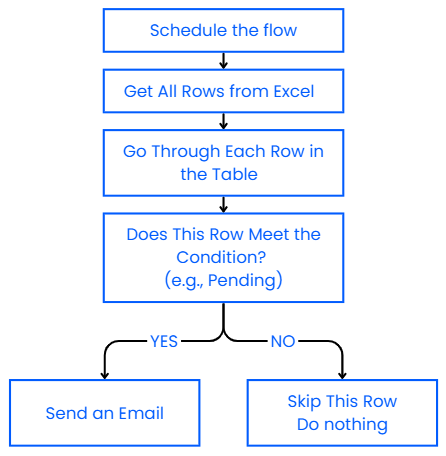 Schedule the flow
Get All Rows from Excel
Go Through Each Row in
the Table
Does This Row Meet the
Condition?
(e.g., Pending)
YES
NO
Send an Email
Skip This Row
Do nothing